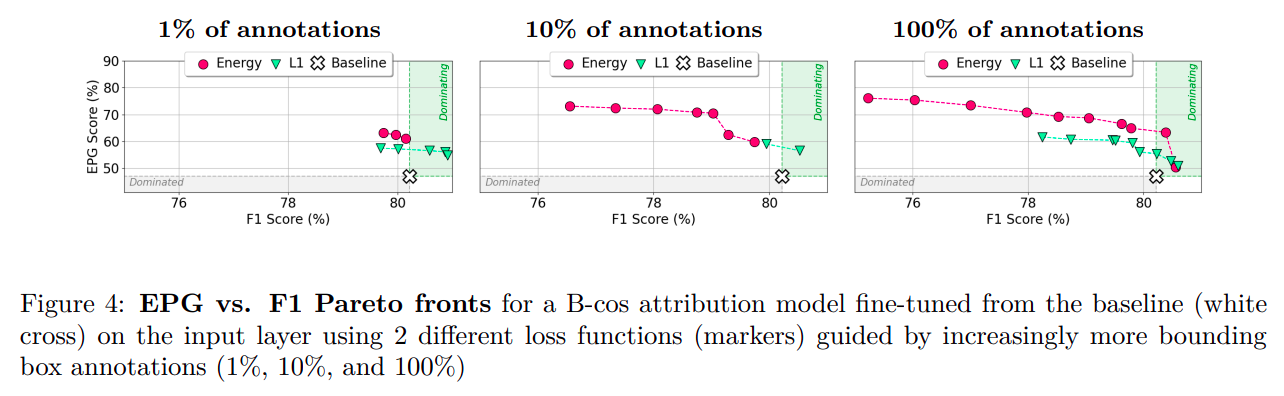 1% of annotations
10% of annotations
100% of annotations
Energy L1 Baseline
Energy L1 Baseline
Energy L1 Baseline
EPG Score (%)
90
80
70
60
50
Dominating
Dominated
76 78 80
F1 Score (%)
Dominating
Dominated
76 78 80
F1 Score (%)
Dominating
Dominated
76 78 80
F1 Score (%)
Figure 4: EPG vs. F1 Pareto fronts for a B-cos attribution model fine-tuned from the baseline (white
cross) on the input layer using 2 different loss functions (markers) guided by increasingly more bounding
box annotations (1%, 10%, and 100%)